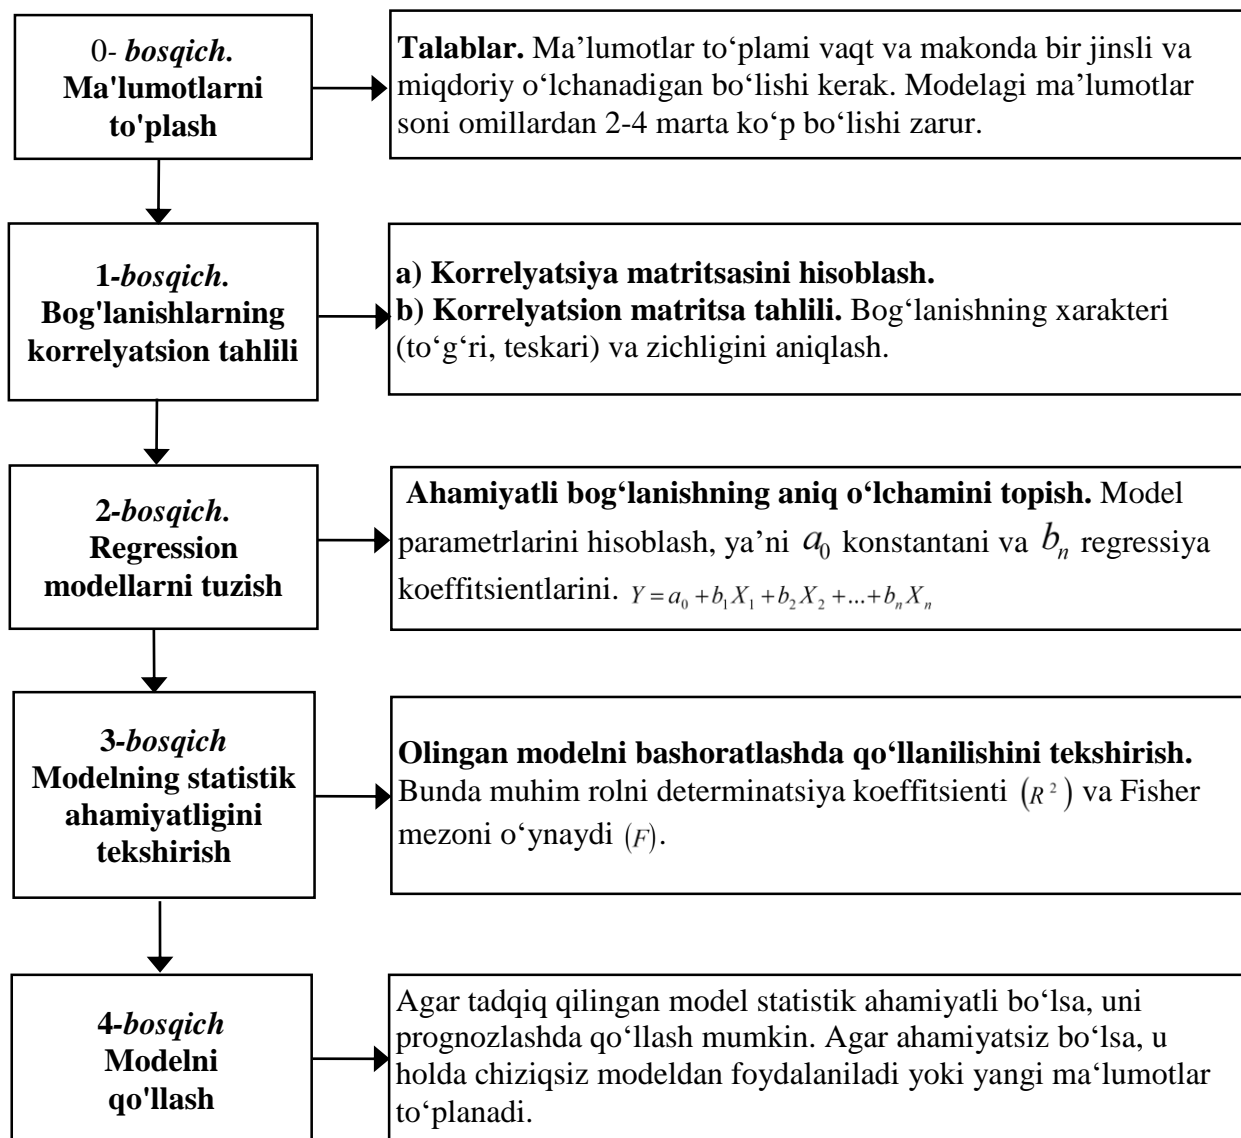 0- bosqich.
Ma'lumotlarni
to'plash
Talablar. Ma’lumotlar to‘plami vaqt va makonda bir jinsli va
miqdoriy o‘lchanadigan bo‘lishi kerak. Modelagi ma’lumotlar
soni omillardan 2-4 marta ko‘p bo‘lishi zarur.
1-bosqich.
Bog'lanishlarning
korrelyatsion tahlili
a) Korrelyatsiya matritsasini hisoblash.
b) Korrelyatsion matritsa tahlili. Bog‘lanishning xarakteri
(to‘g‘ri, teskari) va zichligini aniqlash.
2-bosqich.
Regression
modellarni tuzish
Ahamiyatli bog‘lanishning aniq o‘lchamini topish. Model
parametrlarini hisoblash, ya’ni a₀ konstantani va bₙ regressiya
koeffitsientlarini. Y = a₀ + b₁X₁ + b₂X₂ + ... + bₙXₙ
3-bosqich
Modelning statistik
ahamiyatligini
tekshirish
Olingan modelni bashoratlashda qo‘llanilishini tekshirish.
Bunda muhim rolni determinatsiya koeffitsienti (R²) va Fisher
mezoni o‘ynaydi (F).
4-bosqich
Modelni
qo'llash
Agar tadqiq qilingan model statistik ahamiyatli bo‘lsa, uni
prognozlashda qo‘llash mumkin. Agar ahamiyatsiz bo‘lsa, u
holda chiziqsiz modeldan foydalaniladi yoki yangi ma‘lumotlar
to‘planadi.